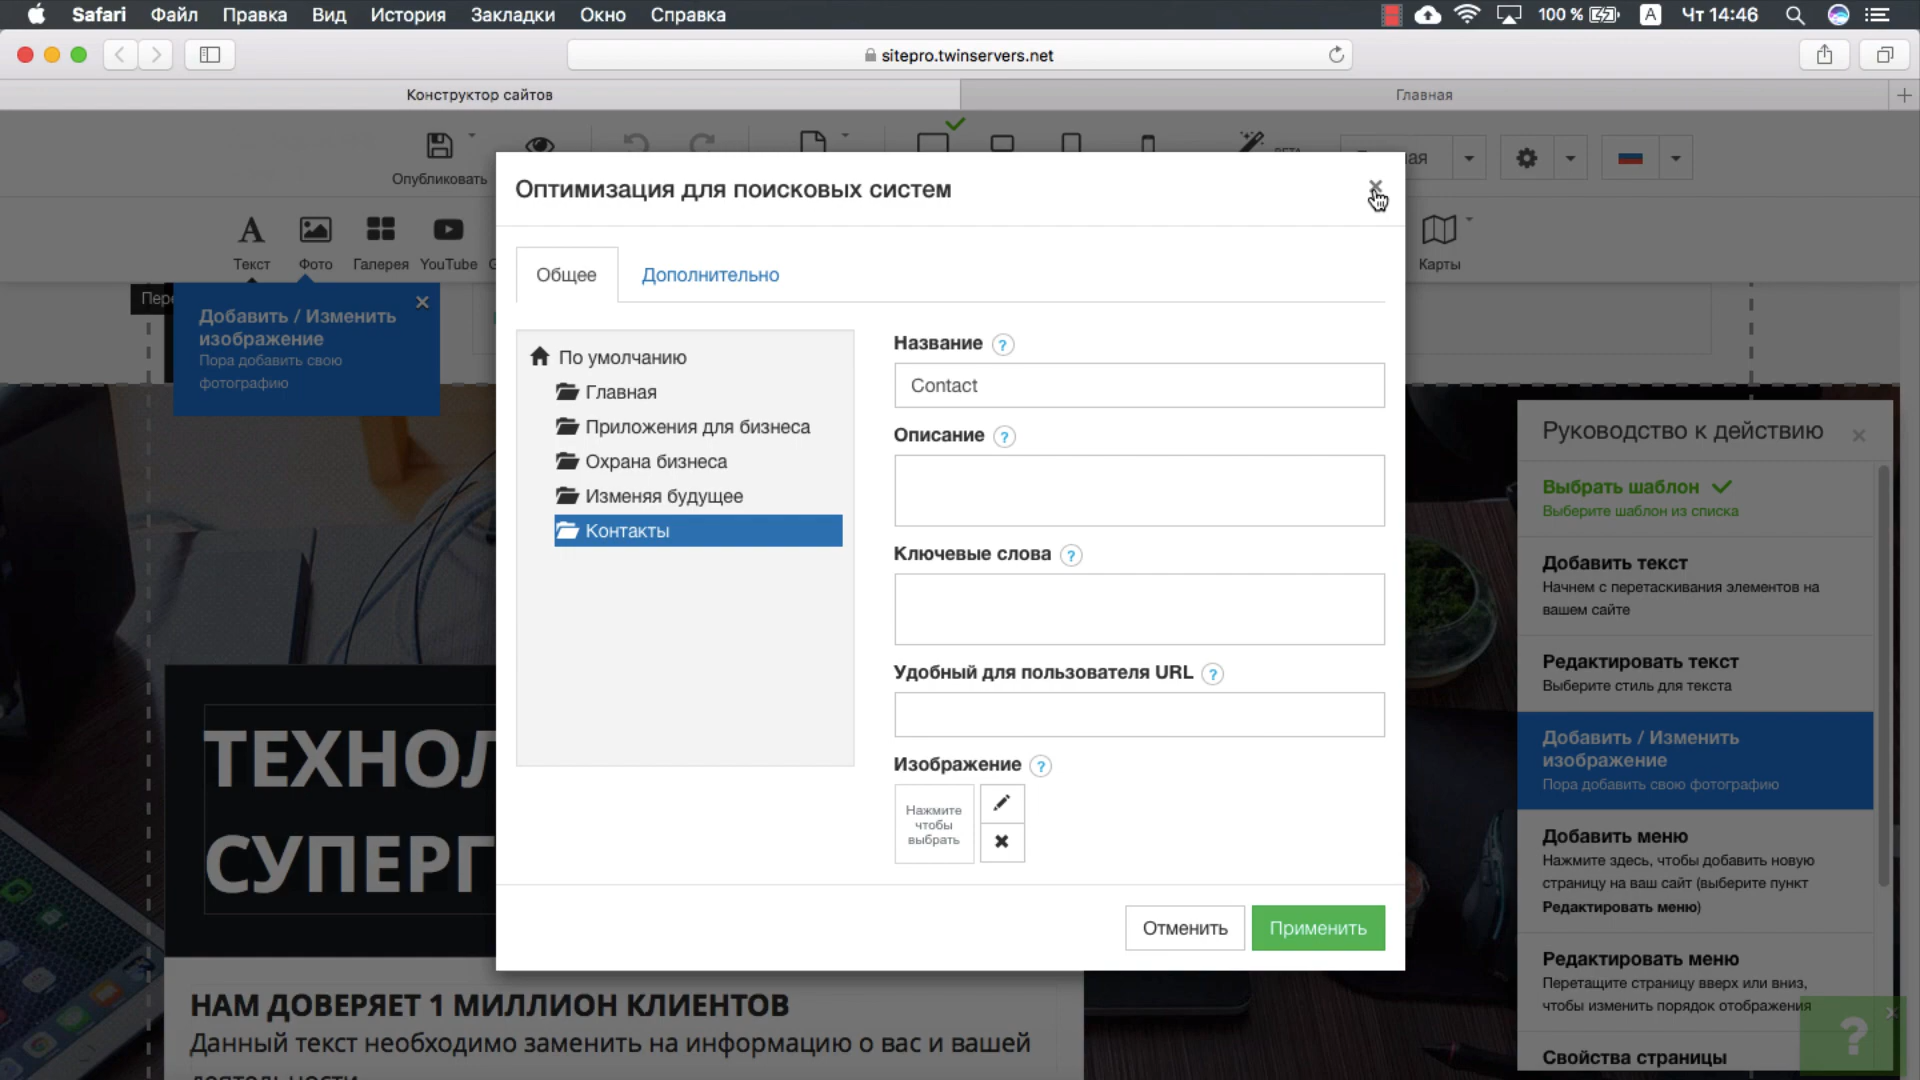 Safari Файл Правка Вид История Закладки Окно Справка
100 % A Чт 14:46
sitepro.twinservers.net
Конструктор сайтов
Главная
Опубликовать
BETA
Текст Фото Галерея YouTube
Карты
Оптимизация для поисковых систем
Общее
Дополнительно
По умолчанию
Главная
Приложения для бизнеса
Охрана бизнеса
Изменяя будущее
Контакты
Название ?
Contact
Описание ?
Ключевые слова ?
Удобный для пользователя URL ?
Изображение ?
Нажмите
чтобы
выбрать
Отменить
Применить
Добавить / Изменить
изображение
Пора добавить свою
фотографию
ТЕХНОЛ
СУПЕРГ
НАМ ДОВЕРЯЕТ 1 МИЛЛИОН КЛИЕНТОВ
Данный текст необходимо заменить на информацию о вас и вашей
Руководство к действию
Выбрать шаблон
Выберите шаблон из списка
Добавить текст
Начнем с перетаскивания элементов на
вашем сайте
Редактировать текст
Выберите стиль для текста
Добавить / Изменить
изображение
Пора добавить свою фотографию
Добавить меню
Нажмите здесь, чтобы добавить новую
страницу на ваш сайт (выберите пункт
Редактировать меню)
Редактировать меню
Перетащите страницу вверх или вниз,
чтобы изменить порядок отображения
Свойства страницы
?